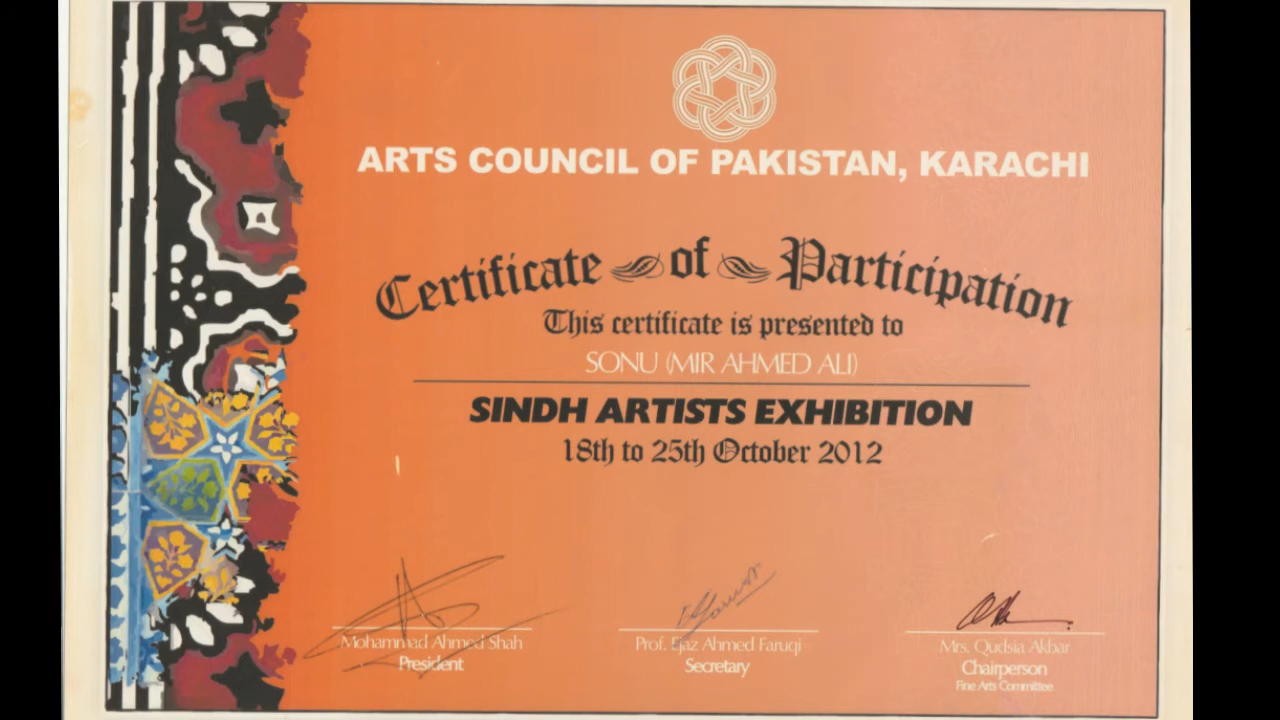 ARTS COUNCIL OF PAKISTAN, KARACHI
Certificate of Participation
This certificate is presented to
SONU (MIR AHMED ALI)
SINDH ARTISTS EXHIBITION
18th to 25th October 2012
Mohammad Ahmed Shah
President
Prof. Ejaz Ahmed Faruqi
Secretary
Mrs. Qudsia Akbar
Chairperson
Fine Arts Committee